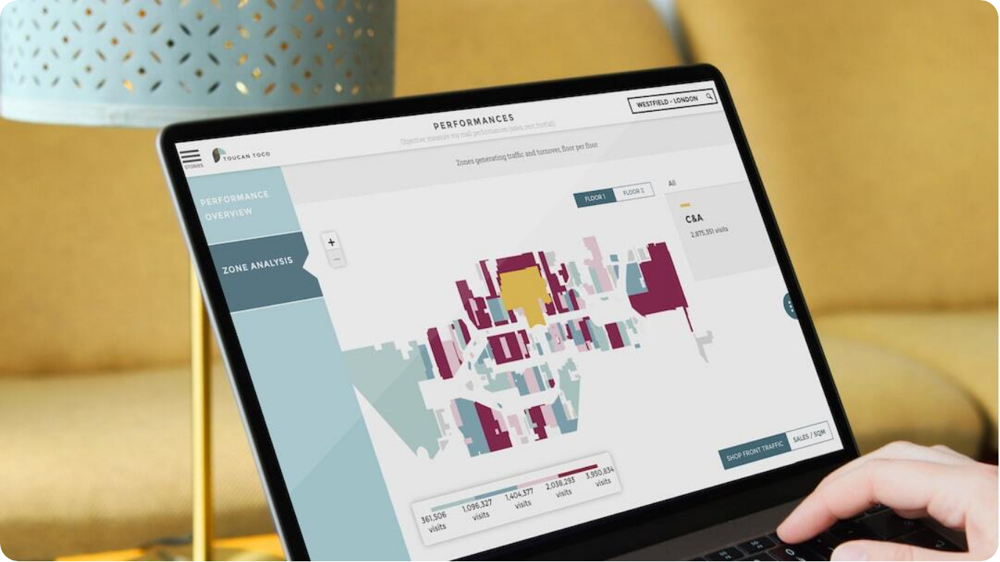 PERFORMANCES
Objective: measure my mall performances (sales, rent, footfall)
WESTFIELD - LONDON
STORIES
TOUCAN TOCO
Zones generating traffic and turnover, floor per floor
PERFORMANCE
OVERVIEW
ZONE ANALYSIS
+
−
FLOOR 1
FLOOR 2
All
C&A
2,875,351 visits
SHOP FRONT TRAFFIC
SALES / SQM
361,506
visits
1,096,327
visits
1,404,377
visits
2,038,293
visits
3,950,834
visits